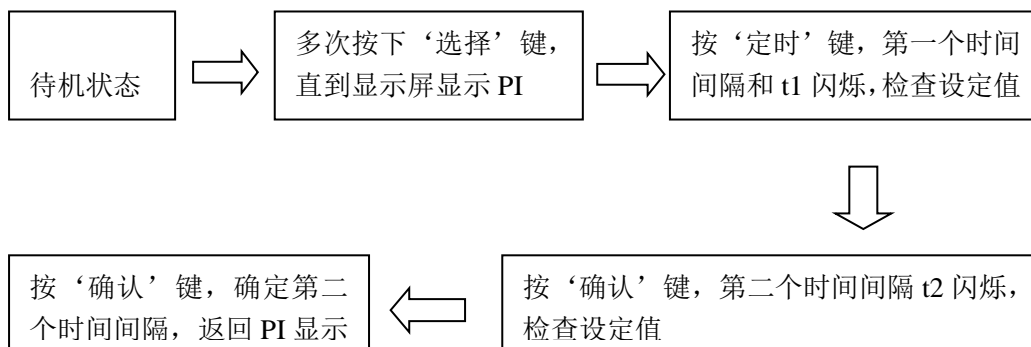 待机状态
多次按下‘选择’键，
直到显示屏显示 PI
按‘定时’键，第一个时间
间隔和 t1 闪烁，检查设定值
按‘确认’键，第二个时间间隔 t2 闪烁，
检查设定值
按‘确认’键，确定第二
个时间间隔，返回 PI 显示